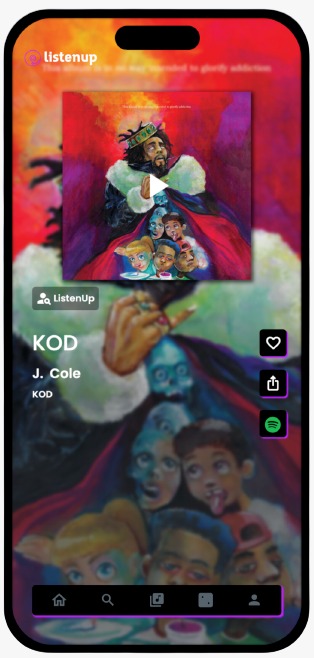 listenup
This album is in no way intended to glorify addiction
ListenUp
KOD
J. Cole
KOD